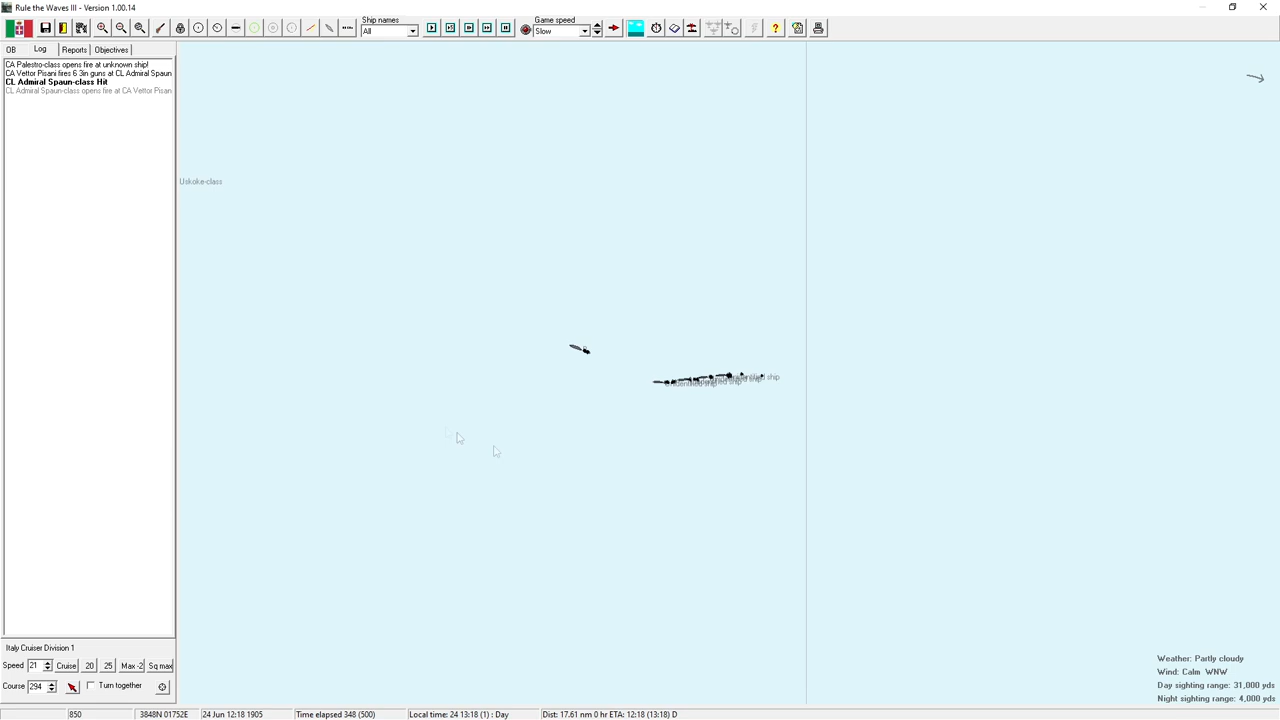 Rule the Waves III - Version 1.00.14
Ship names
All
Game speed
Slow
OB Log Reports Objectives
CA Palestro-class opens fire at unknown ship!
CA Vettor Pisani fires 6 3in guns at CL Admiral Spaun
CL Admiral Spaun-class Hit
CL Admiral Spaun-class opens fire at CA Vettor Pisan
Uskoke-class
ship
Italy Cruiser Division 1
Speed 21 Cruise 20 25 Max -2 Sq max
Course 294 Turn together
Weather: Partly cloudy
Wind: Calm WNW
Day sighting range: 31,000 yds
Night sighting range: 4,000 yds
850 3848N 01752E 24 Jun 12:18 1905 Time elapsed 348 (500) Local time: 24 13:18 (1) : Day Dist: 17.61 nm 0 hr ETA: 12:18 (13:18) D